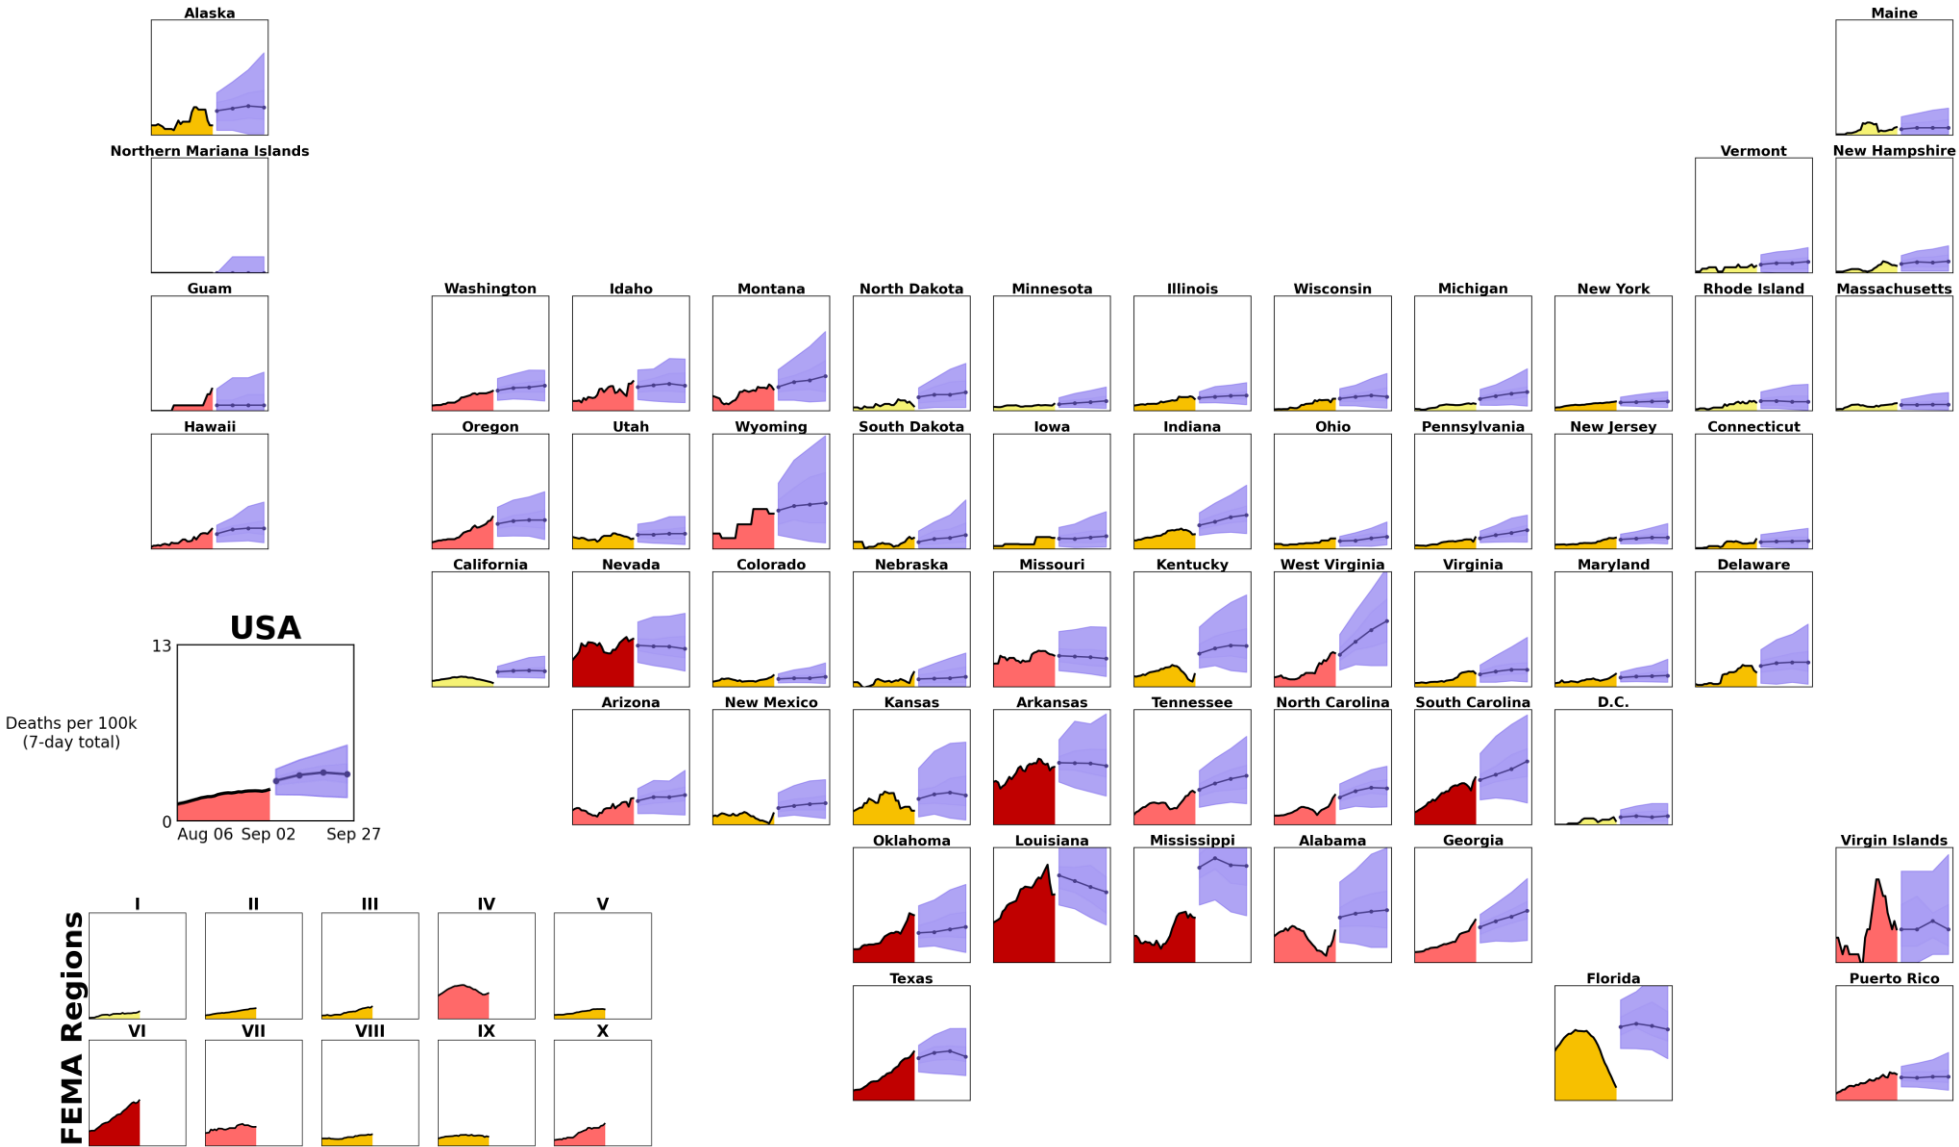 Alaska
Maine
Northern Mariana Islands
Vermont
New Hampshire
Guam
Washington
Idaho
Montana
North Dakota
Minnesota
Illinois
Wisconsin
Michigan
New York
Rhode Island
Massachusetts
Hawaii
Oregon
Utah
Wyoming
South Dakota
Iowa
Indiana
Ohio
Pennsylvania
New Jersey
Connecticut
California
Nevada
Colorado
Nebraska
Missouri
Kentucky
West Virginia
Virginia
Maryland
Delaware
USA
13
Deaths per 100k
(7-day total)
0
Aug 06 Sep 02 Sep 27
Arizona
New Mexico
Kansas
Arkansas
Tennessee
North Carolina
South Carolina
D.C.
Oklahoma
Louisiana
Mississippi
Alabama
Georgia
Virgin Islands
Texas
Florida
Puerto Rico
FEMA Regions
I
II
III
IV
V
VI
VII
VIII
IX
X